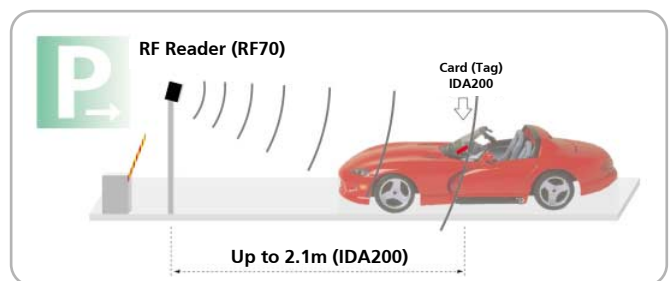 P
RF Reader (RF70)
Card (Tag)
IDA200
Up to 2.1m (IDA200)